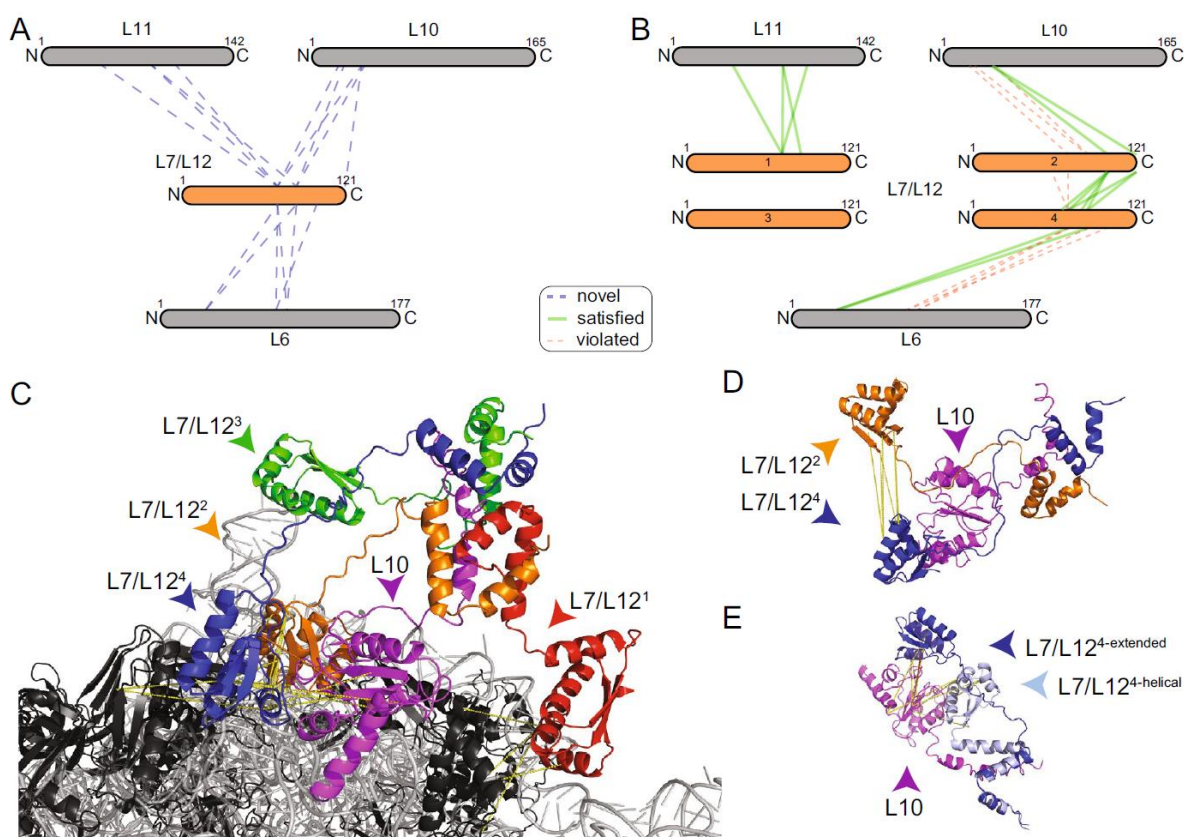 A
L11
N 1 142 C
L10
N 1 165 C
L7/L12
N 1 121 C
N 1 177 C
L6
novel
satisfied
violated
B
L11
N 1 142 C
L10
N 1 165 C
N 1 1 121 C
N 1 2 121 C
L7/L12
N 1 3 121 C
N 1 4 121 C
N 1 177 C
L6
C
L7/L12³
L7/L12²
L7/L12⁴
L10
L7/L12¹
D
L10
L7/L12²
L7/L12⁴
E
L7/L12⁴⁻ᵉˣᵗᵉⁿᵈᵉᵈ
L7/L12⁴⁻ʰᵉˡⁱᶜᵃˡ
L10